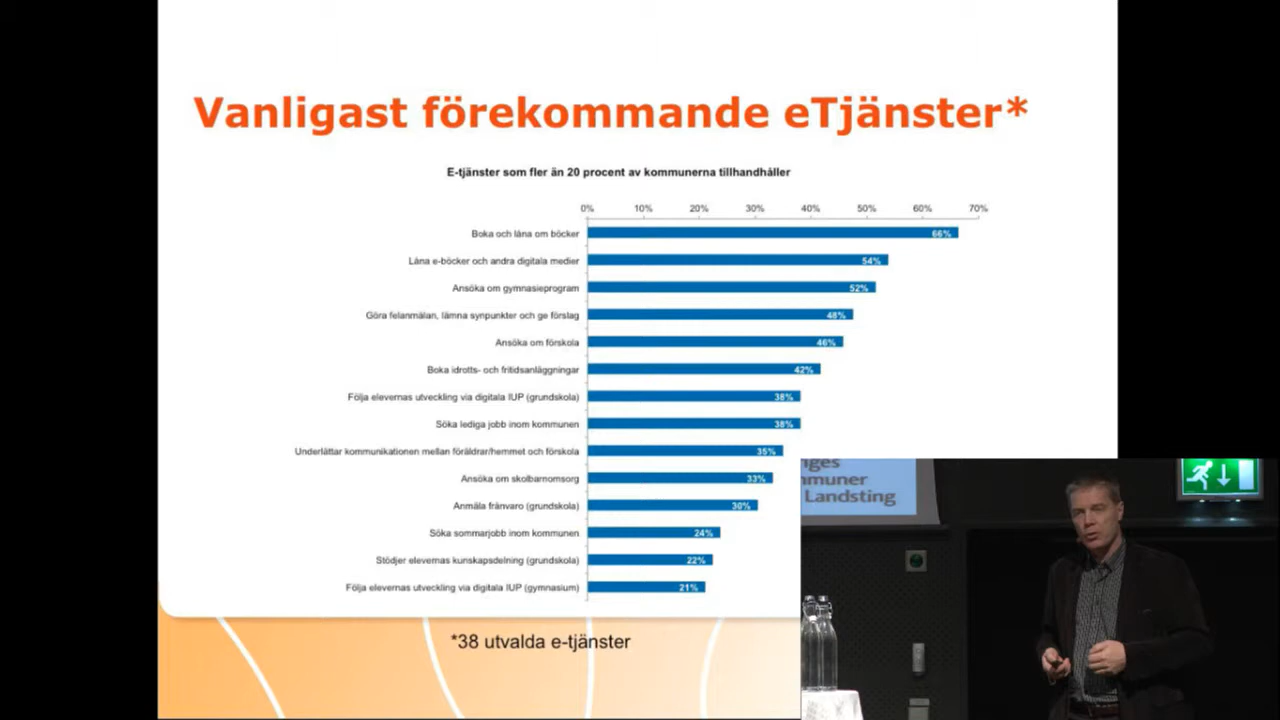 Vanligast förekommande eTjänster*
E-tjänster som fler än 20 procent av kommunerna tillhandhåller
0% 10% 20% 30% 40% 50% 60% 70%
Boka och låna om böcker 66%
Låna e-böcker och andra digitala medier 54%
Ansöka om gymnasieprogram 52%
Göra felanmälan, lämna synpunkter och ge förslag 48%
Ansöka om förskola 46%
Boka idrotts- och fritidsanläggningar 42%
Följa elevernas utveckling via digitala IUP (grundskola) 38%
Söka lediga jobb inom kommunen 38%
Underlättar kommunikationen mellan föräldrar/hemmet och förskola 35%
Ansöka om skolbarnomsorg 33%
Anmäla frånvaro (grundskola) 30%
Söka sommarjobb inom kommunen 24%
Stödjer elevernas kunskapsdelning (grundskola) 22%
Följa elevernas utveckling via digitala IUP (gymnasium) 21%
*38 utvalda e-tjänster
iges
mmuner
Landsting